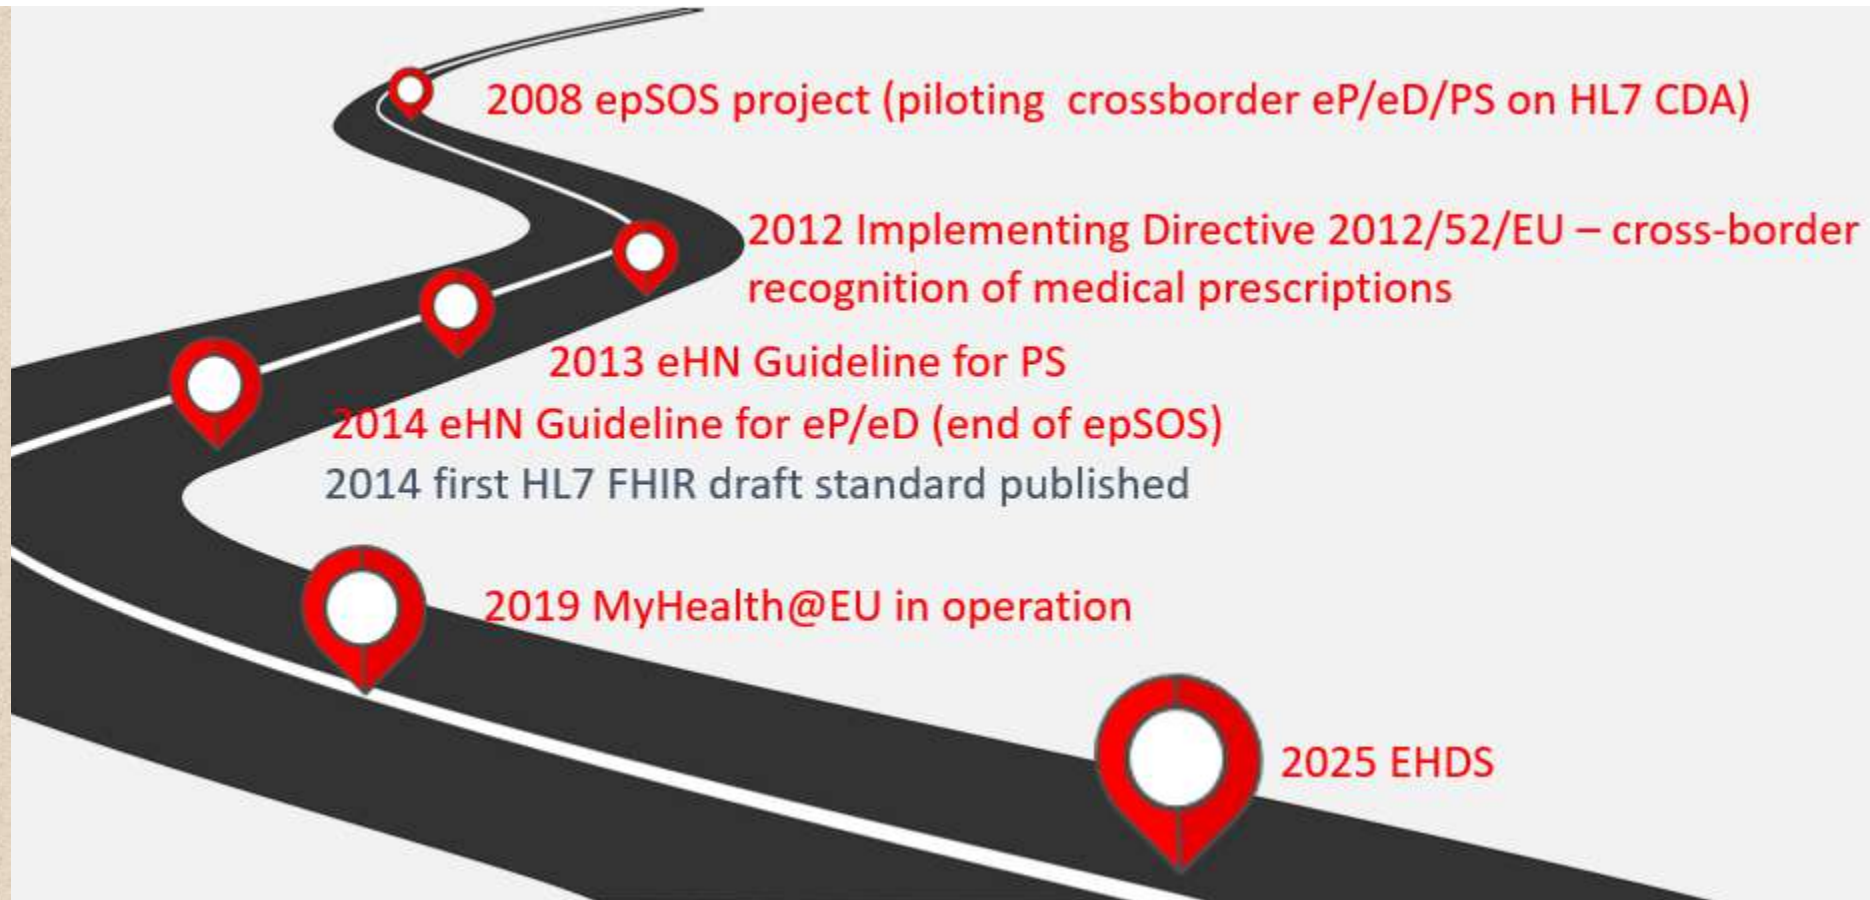 2008 epSOS project (piloting  crossborder eP/eD/PS on HL7 CDA)
2012 Implementing Directive 2012/52/EU – cross-border
recognition of medical prescriptions
2013 eHN Guideline for PS
2014 eHN Guideline for eP/eD (end of epSOS)
2014 first HL7 FHIR draft standard published
2019 MyHealth@EU in operation
2025 EHDS